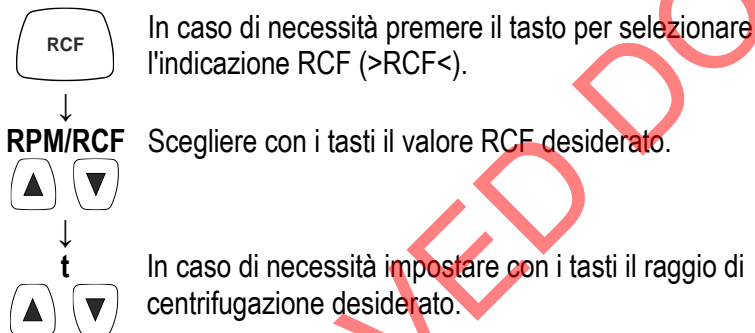 RCF In caso di necessità premere il tasto per selezionare
l'indicazione RCF (>RCF<).
↓
RPM/RCF Scegliere con i tasti il valore RCF desiderato.
▲ ▼
↓
t In caso di necessità impostare con i tasti il raggio di
▲ ▼ centrifugazione desiderato.